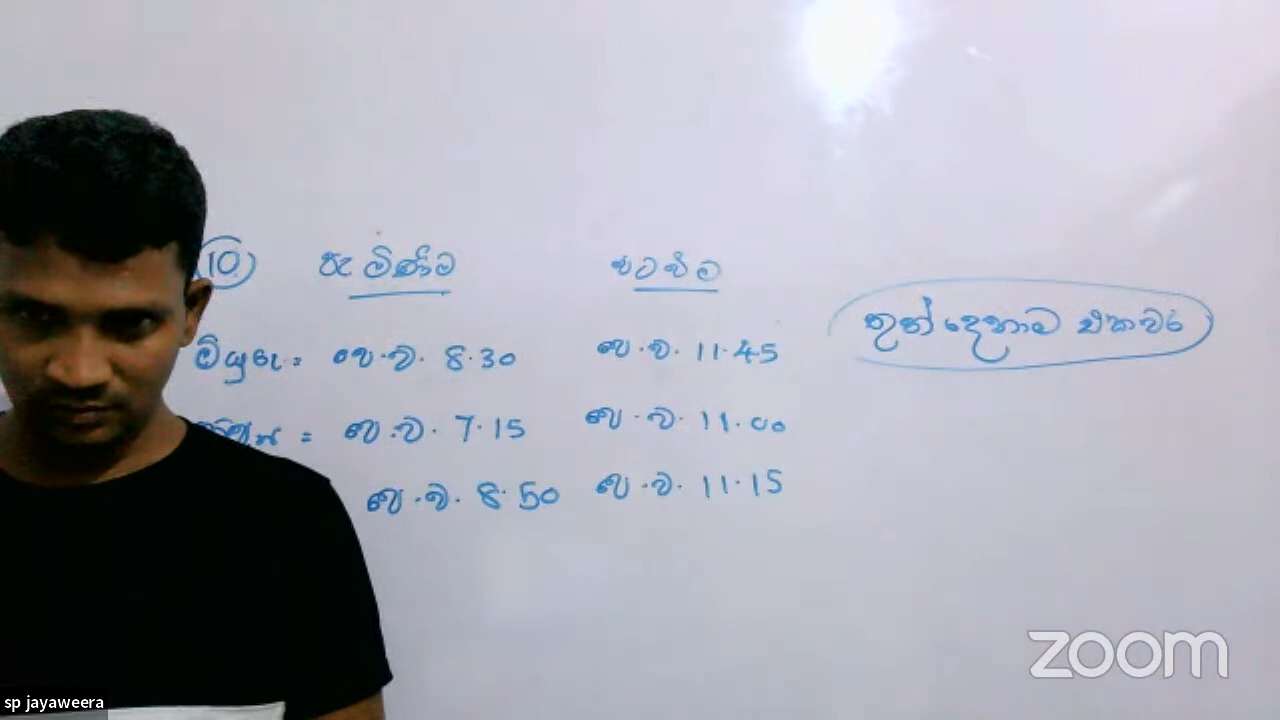 (10) පැමිණීම පිටවීම
තුන් දෙනාම එකවර
මියුරු = පෙ.ව. 8.30 පෙ.ව. 11.45
= පෙ.ව. 7.15 පෙ.ව. 11.00
පෙ.ව. 8.50 පෙ.ව. 11.15
zoom
sp jayaweera